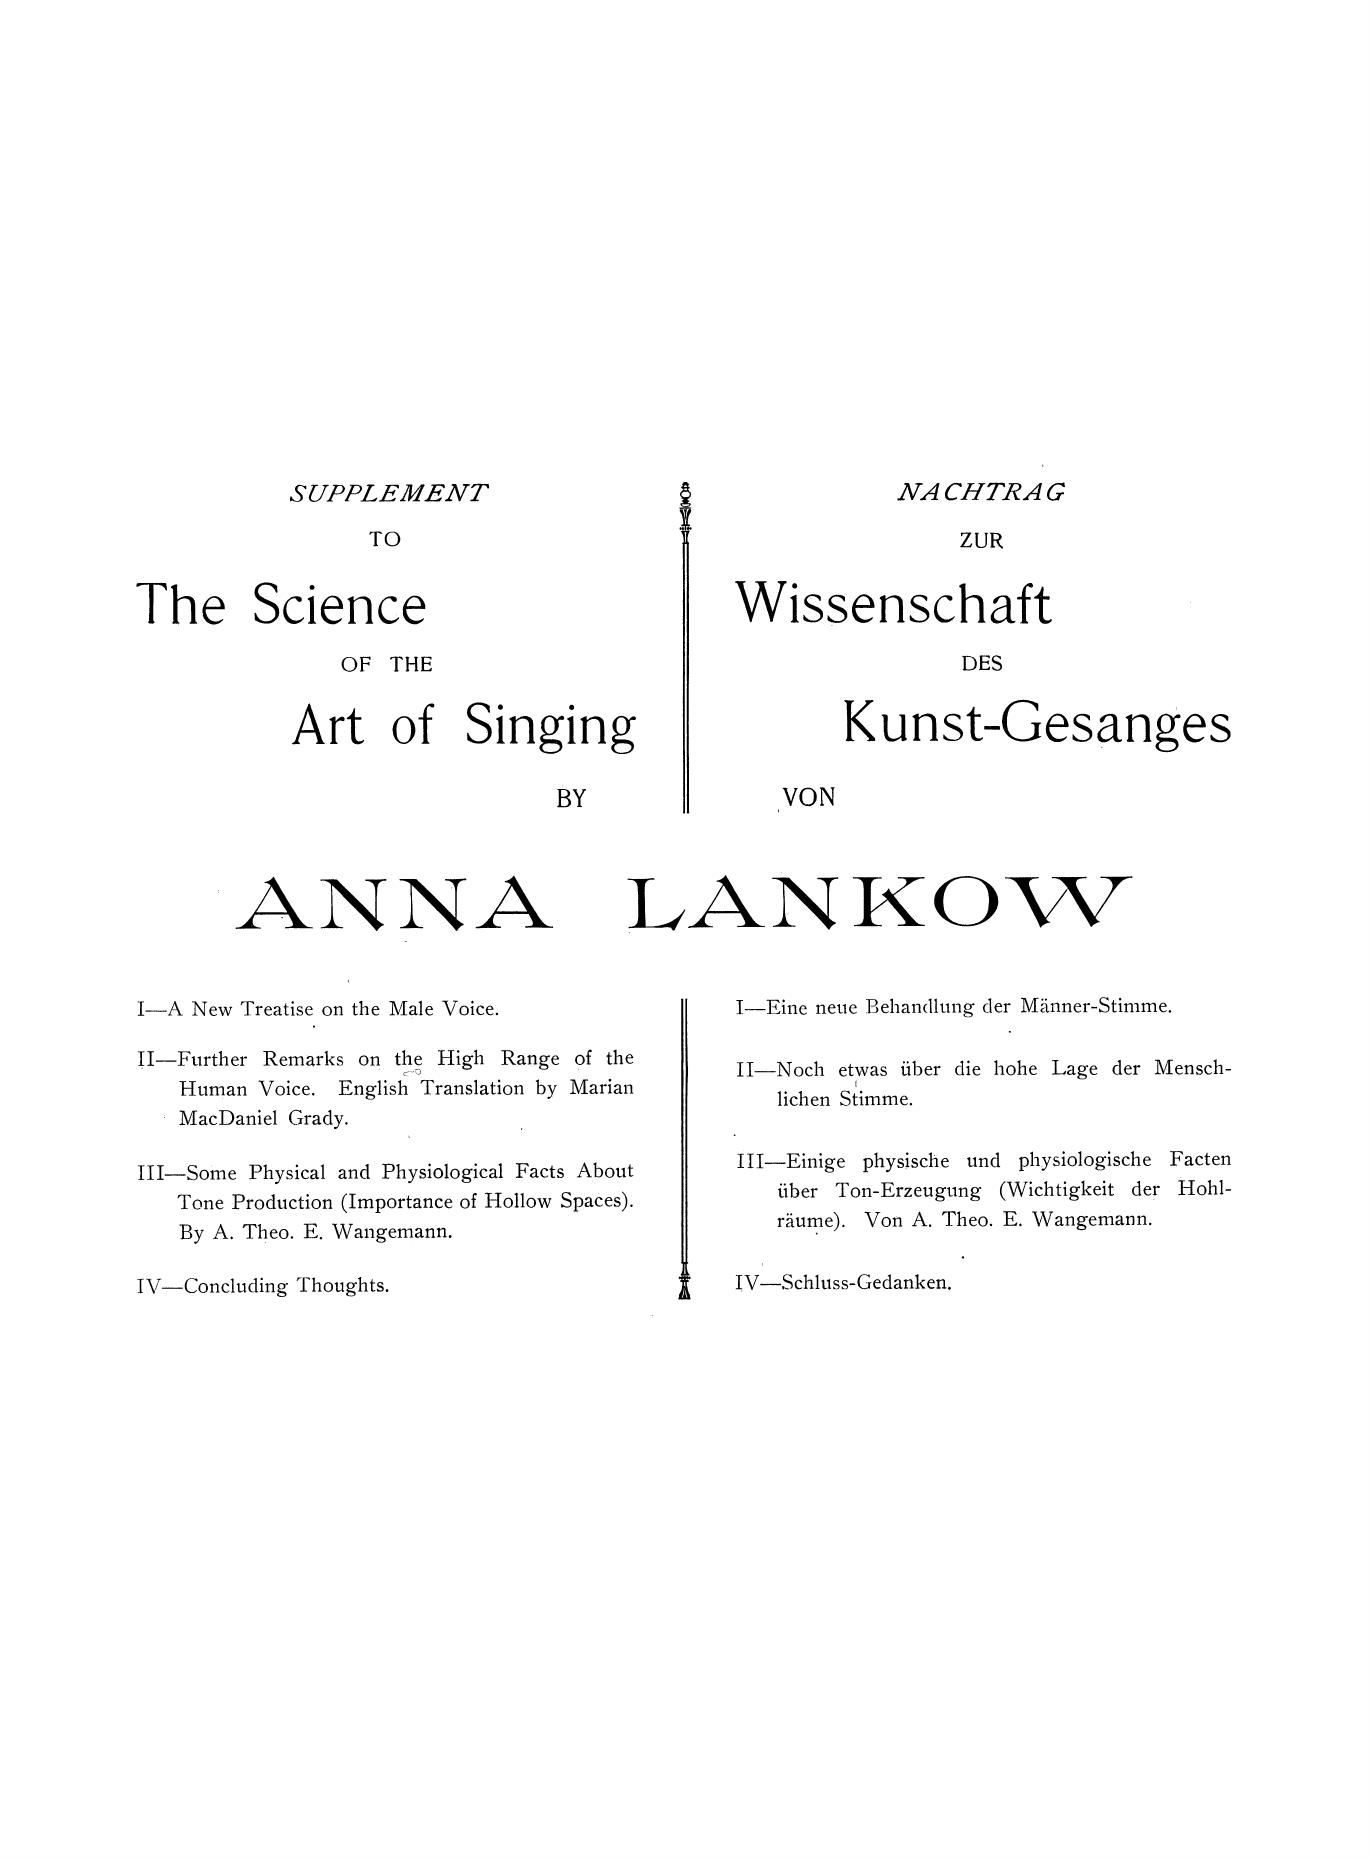 SUPPLEMENT
TO
The Science
OF THE
Art of Singing
BY
NACHTRAG
ZUR
Wissenschaft
DES
Kunst-Gesanges
VON
ANNA LANKOW
I—A New Treatise on the Male Voice.
II—Further Remarks on the High Range of the
Human Voice. English Translation by Marian
MacDaniel Grady.
III—Some Physical and Physiological Facts About
Tone Production (Importance of Hollow Spaces).
By A. Theo. E. Wangemann.
IV—Concluding Thoughts.
I—Eine neue Behandlung der Männer-Stimme.
II—Noch etwas über die hohe Lage der Mensch-
lichen Stimme.
III—Einige physische und physiologische Facten
über Ton-Erzeugung (Wichtigkeit der Hohl-
räume). Von A. Theo. E. Wangemann.
IV—Schluss-Gedanken.